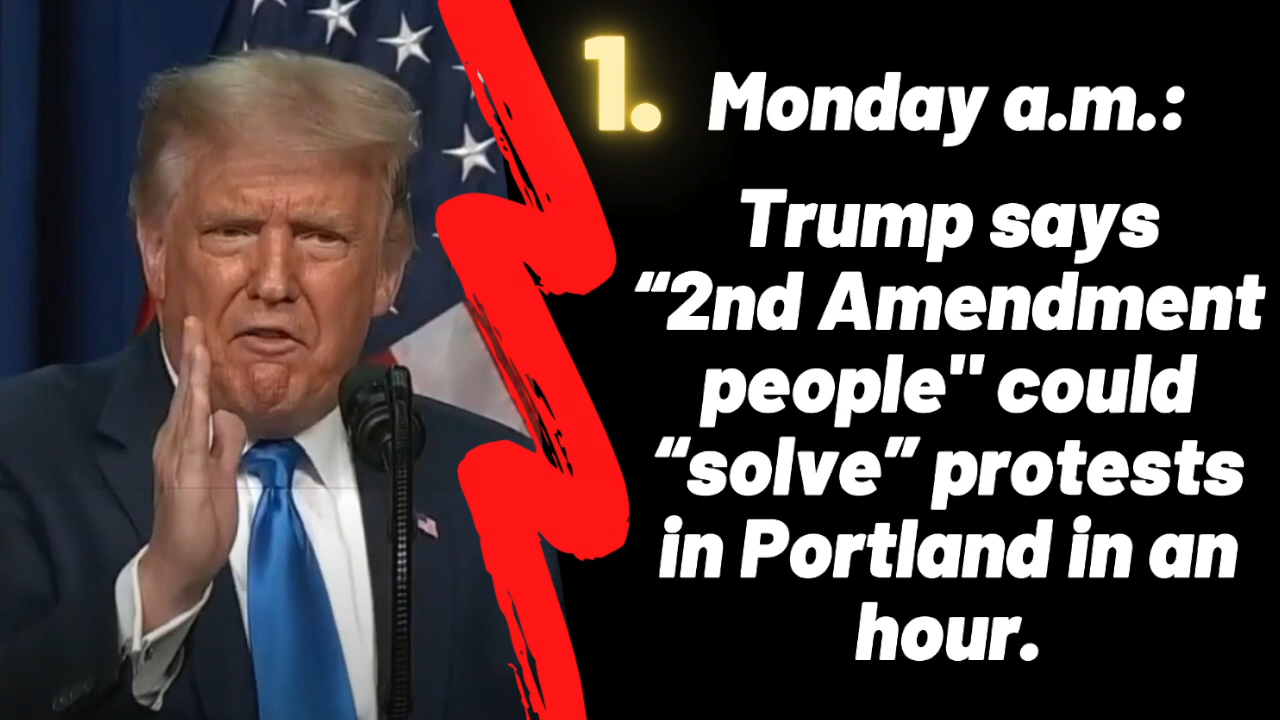 1.
Monday a.m.:
Trump says
“2nd Amendment
people" could
“solve” protests
in Portland in an
hour.